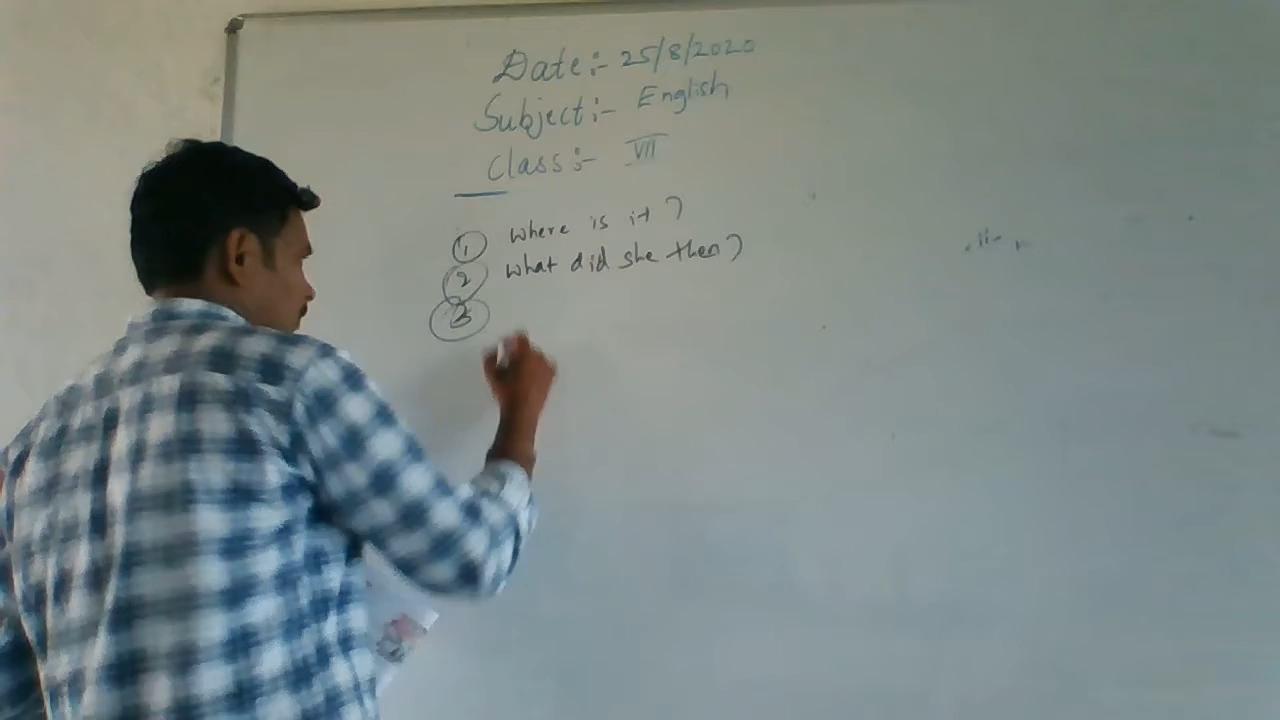 Date:- 25/8/2020
Subject:- English
Class:- VII
1 Where is it?
2 What did she then?
3